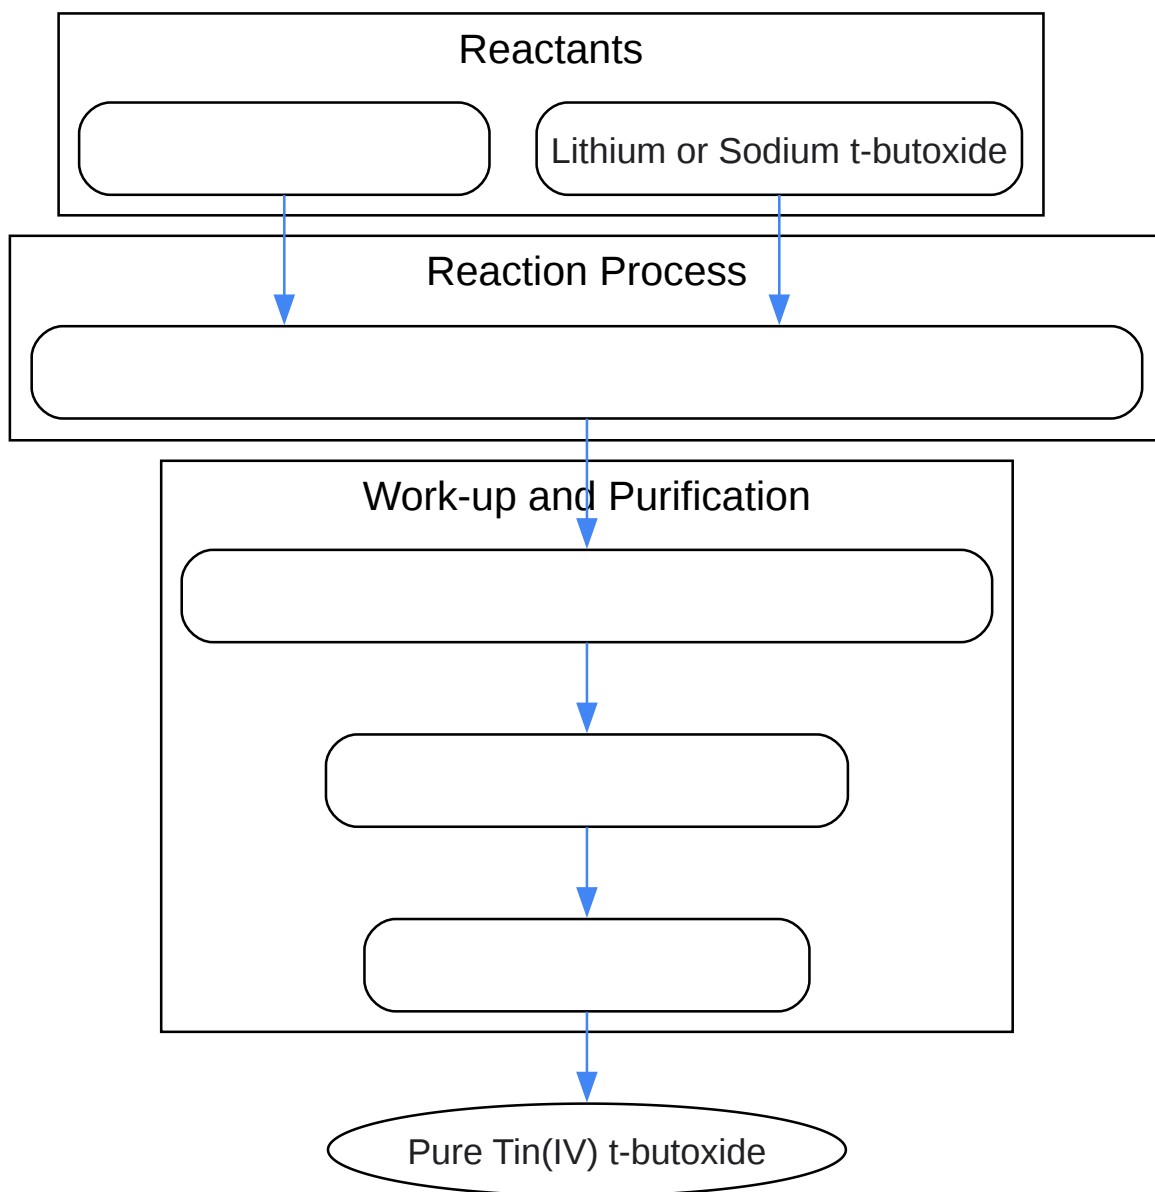 Reactants
Lithium or Sodium t-butoxide
Reaction Process
Work-up and Purification
Pure Tin(IV) t-butoxide